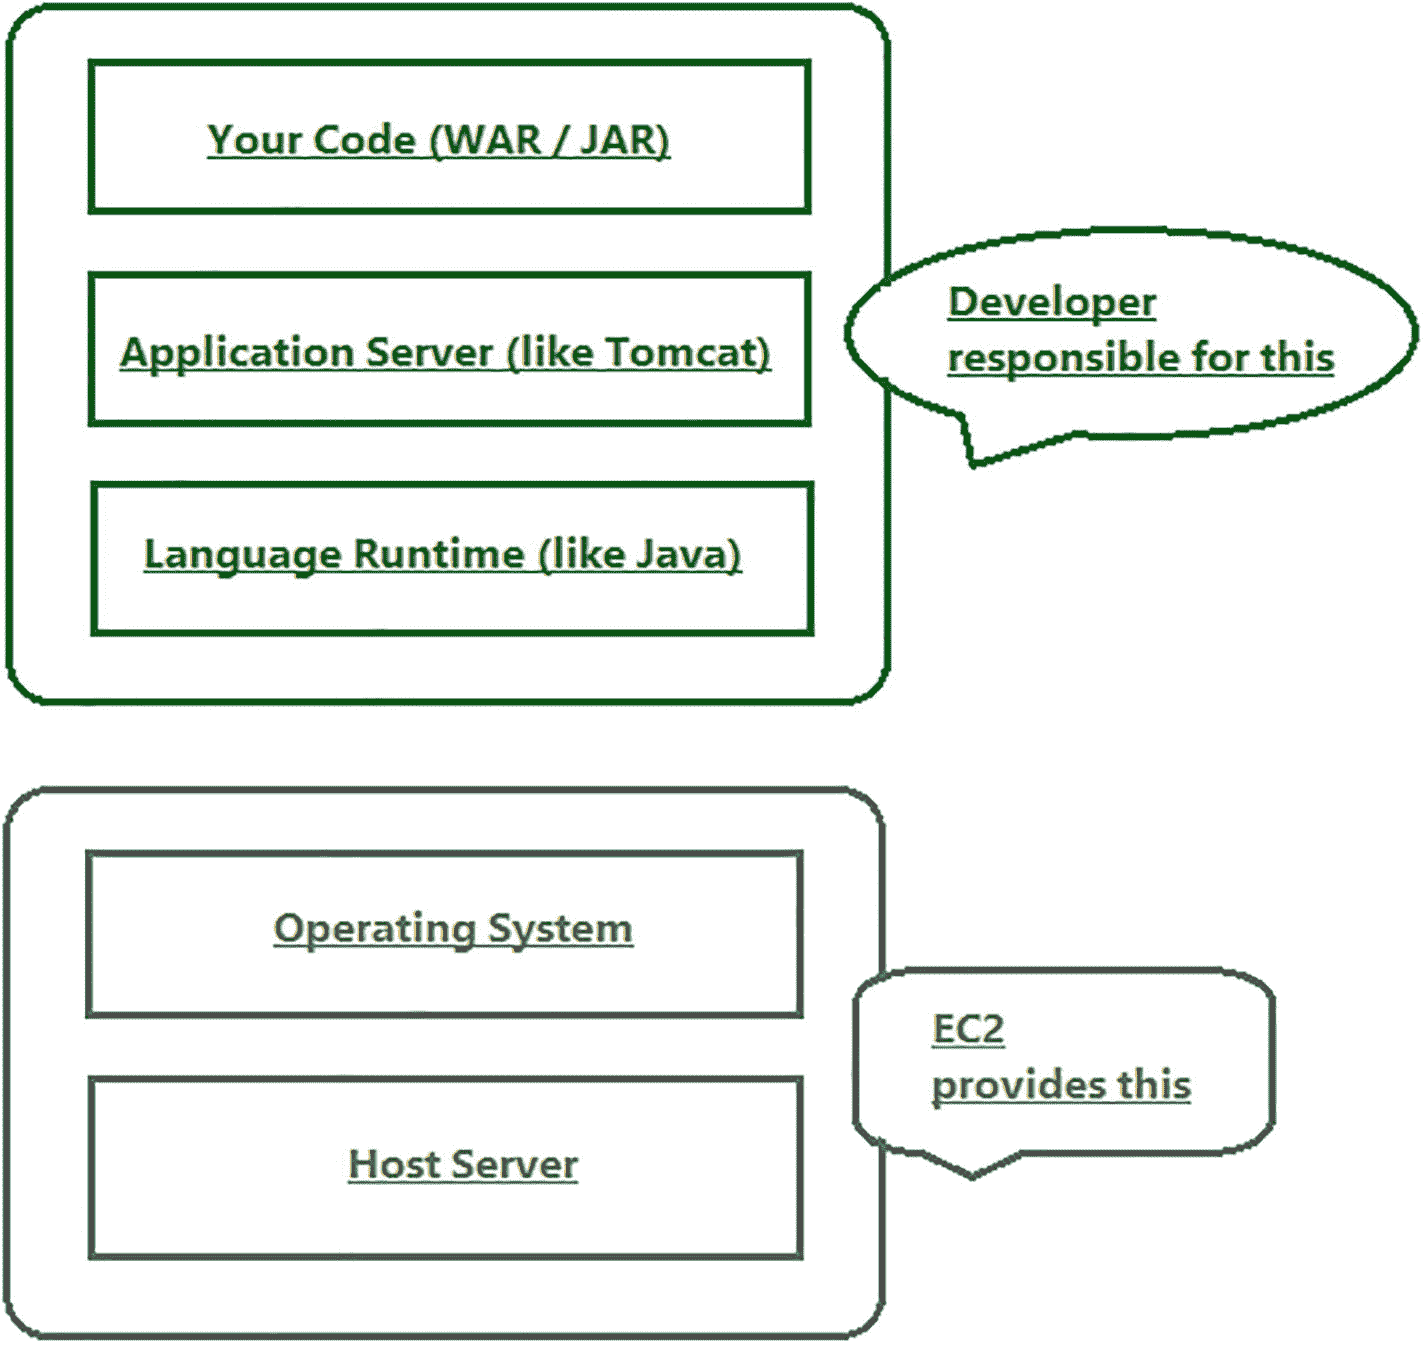 Your Code (WAR / JAR)
Application Server (like Tomcat)
Developer
responsible for this
Language Runtime (like Java)
Operating System
EC2
provides this
Host Server